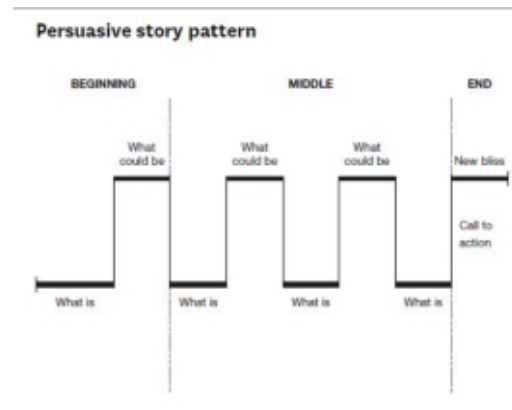 Persuasive story pattern
BEGINNING MIDDLE END
What
could be
What
could be
What
could be
New bliss
Call to
action
What is What is What is What is